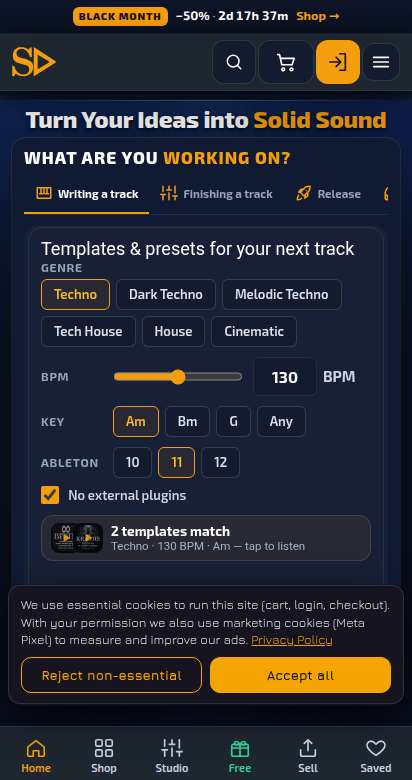 BLACK MONTH −50% · 2d 17h 37m Shop →
SD
Turn Your Ideas into Solid Sound
WHAT ARE YOU WORKING ON?
Writing a track Finishing a track Release
Templates & presets for your next track
GENRE
Techno Dark Techno Melodic Techno
Tech House House Cinematic
BPM 130 BPM
KEY Am Bm G Any
ABLETON 10 11 12
No external plugins
2 templates match
Techno · 130 BPM · Am — tap to listen
We use essential cookies to run this site (cart, login, checkout).
With your permission we also use marketing cookies (Meta
Pixel) to measure and improve our ads. Privacy Policy
Reject non-essential Accept all
Home Shop Studio Free Sell Saved